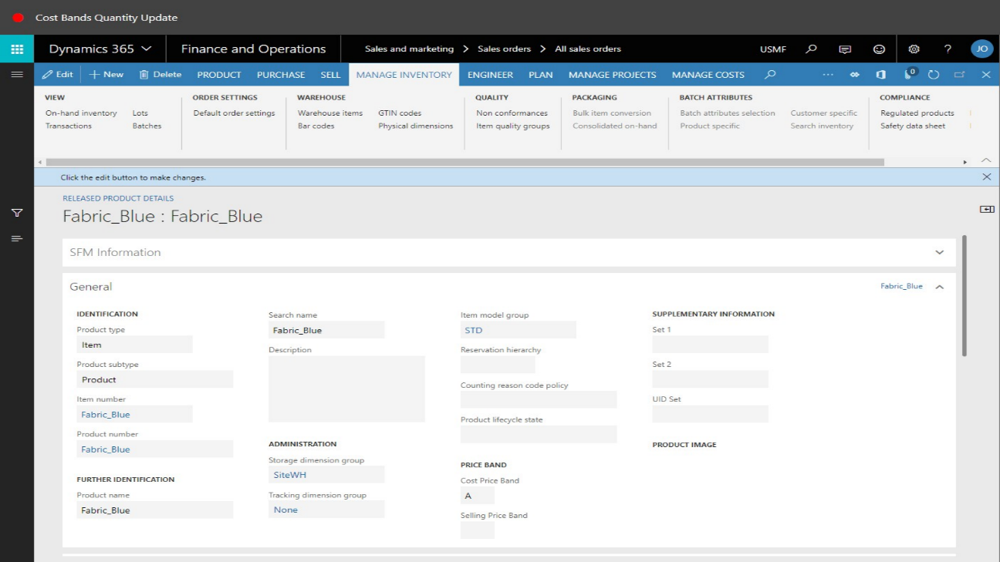 Cost Bands Quantity Update
Dynamics 365 Finance and Operations Sales and marketing > Sales orders > All sales orders USMF ? JO
Edit + New Delete PRODUCT PURCHASE SELL MANAGE INVENTORY ENGINEER PLAN MANAGE PROJECTS MANAGE COSTS ... 0
VIEW ORDER SETTINGS WAREHOUSE QUALITY PACKAGING BATCH ATTRIBUTES COMPLIANCE
On-hand inventory Lots Default order settings Warehouse items GTIN codes Non conformances Bulk item conversion Batch attributes selection Customer specific Regulated products
Transactions Batches Bar codes Physical dimensions Item quality groups Consolidated on-hand Product specific Search inventory Safety data sheet
Click the edit button to make changes.
RELEASED PRODUCT DETAILS
Fabric_Blue : Fabric_Blue
SFM Information
General Fabric_Blue
IDENTIFICATION
Product type
Item
Product subtype
Product
Item number
Fabric_Blue
Product number
Fabric_Blue
FURTHER IDENTIFICATION
Product name
Fabric_Blue
Search name
Fabric_Blue
Description
ADMINISTRATION
Storage dimension group
SiteWH
Tracking dimension group
None
Item model group
STD
Reservation hierarchy
Counting reason code policy
Product lifecycle state
PRICE BAND
Cost Price Band
A
Selling Price Band
SUPPLEMENTARY INFORMATION
Set 1
Set 2
UID Set
PRODUCT IMAGE